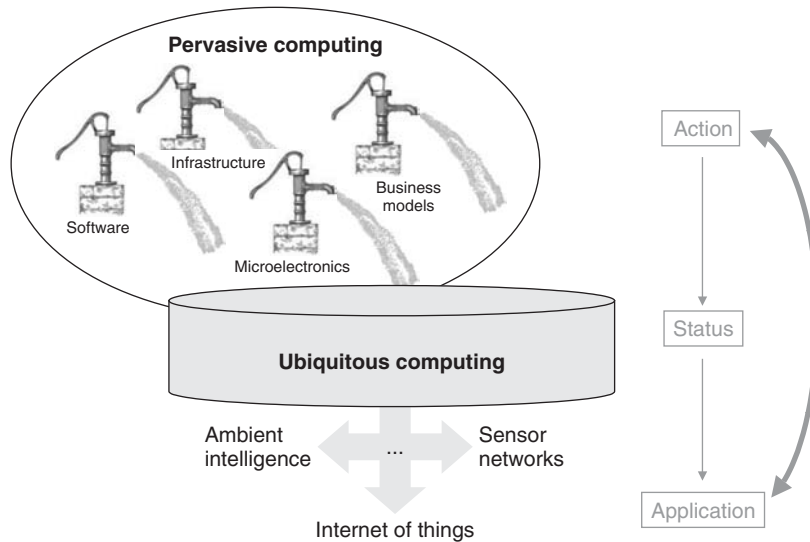 Pervasive computing
Infrastructure
Business
models
Software
Microelectronics
Ubiquitous computing
Ambient
intelligence
...
Sensor
networks
Internet of things
Action
Status
Application